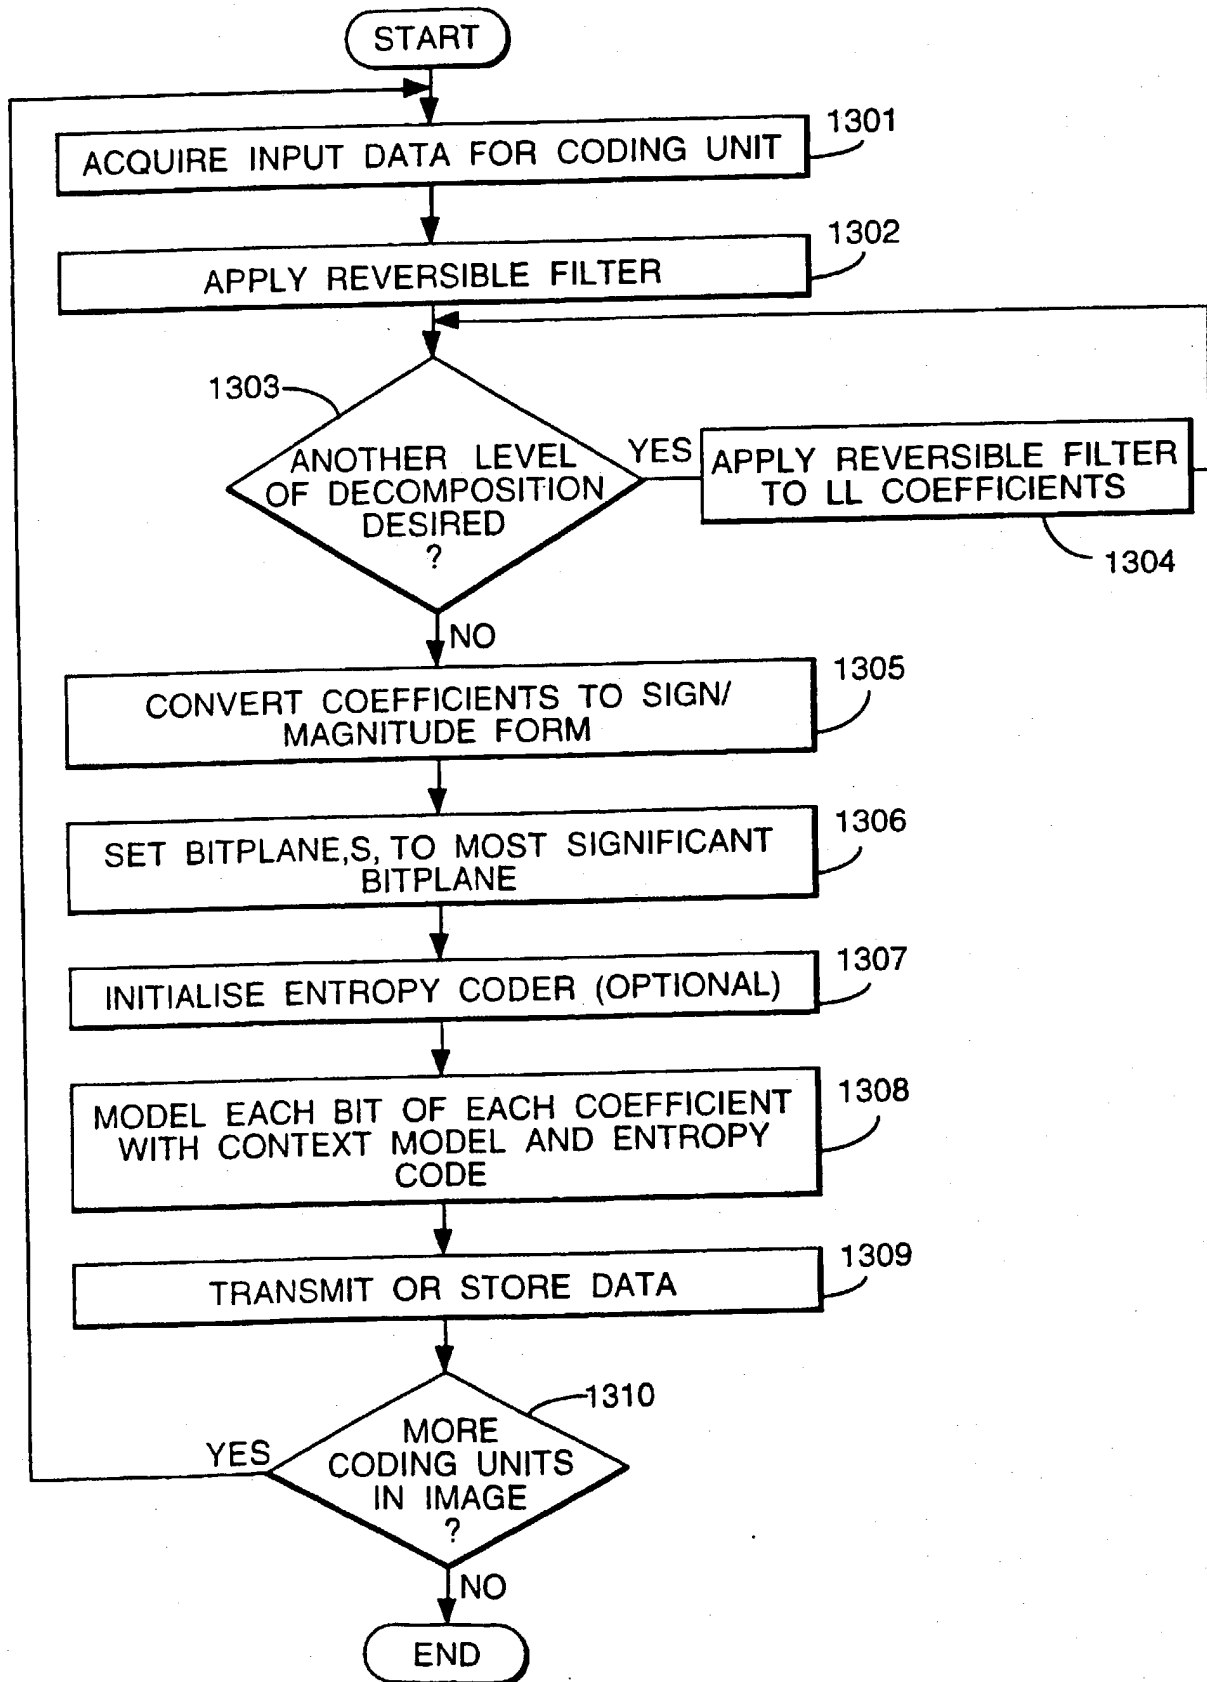 START
1301
ACQUIRE INPUT DATA FOR CODING UNIT
1302
APPLY REVERSIBLE FILTER
1303
ANOTHER LEVEL
OF DECOMPOSITION
DESIRED
?
YES
APPLY REVERSIBLE FILTER
TO LL COEFFICIENTS
1304
NO
1305
CONVERT COEFFICIENTS TO SIGN/
MAGNITUDE FORM
1306
SET BITPLANE,S, TO MOST SIGNIFICANT
BITPLANE
1307
INITIALISE ENTROPY CODER (OPTIONAL)
1308
MODEL EACH BIT OF EACH COEFFICIENT
WITH CONTEXT MODEL AND ENTROPY
CODE
1309
TRANSMIT OR STORE DATA
1310
MORE
CODING UNITS
IN IMAGE
?
YES
NO
END